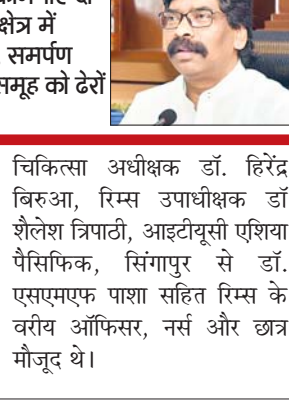 क्षेत्र में
समर्पण
समूह को ढेरों
चिकित्सा अधीक्षक डॉ. हिरेंद्र
बिरुआ, रिम्स उपाधीक्षक डॉ
शैलेश त्रिपाठी, आइटीयूसी एशिया
पैसिफिक, सिंगापुर से डॉ.
एसएमएफ पाशा सहित रिम्स के
वरीय ऑफिसर, नर्स और छात्र
मौजूद थे।